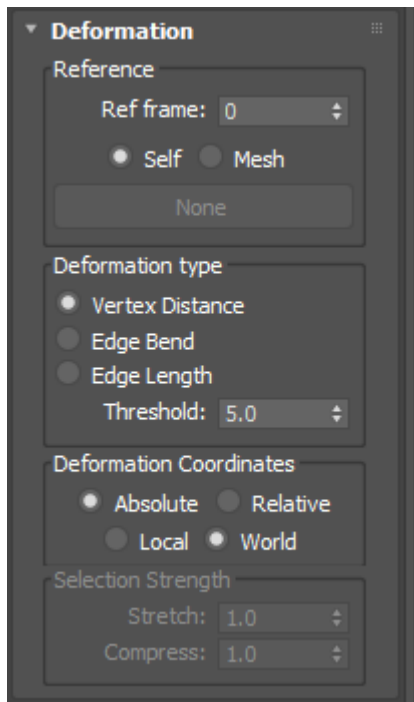 Deformation
Reference
Ref frame: 0
Self Mesh
None
Deformation type
Vertex Distance
Edge Bend
Edge Length
Threshold: 5.0
Deformation Coordinates
Absolute Relative
Local World
Selection Strength
Stretch: 1.0
Compress: 1.0